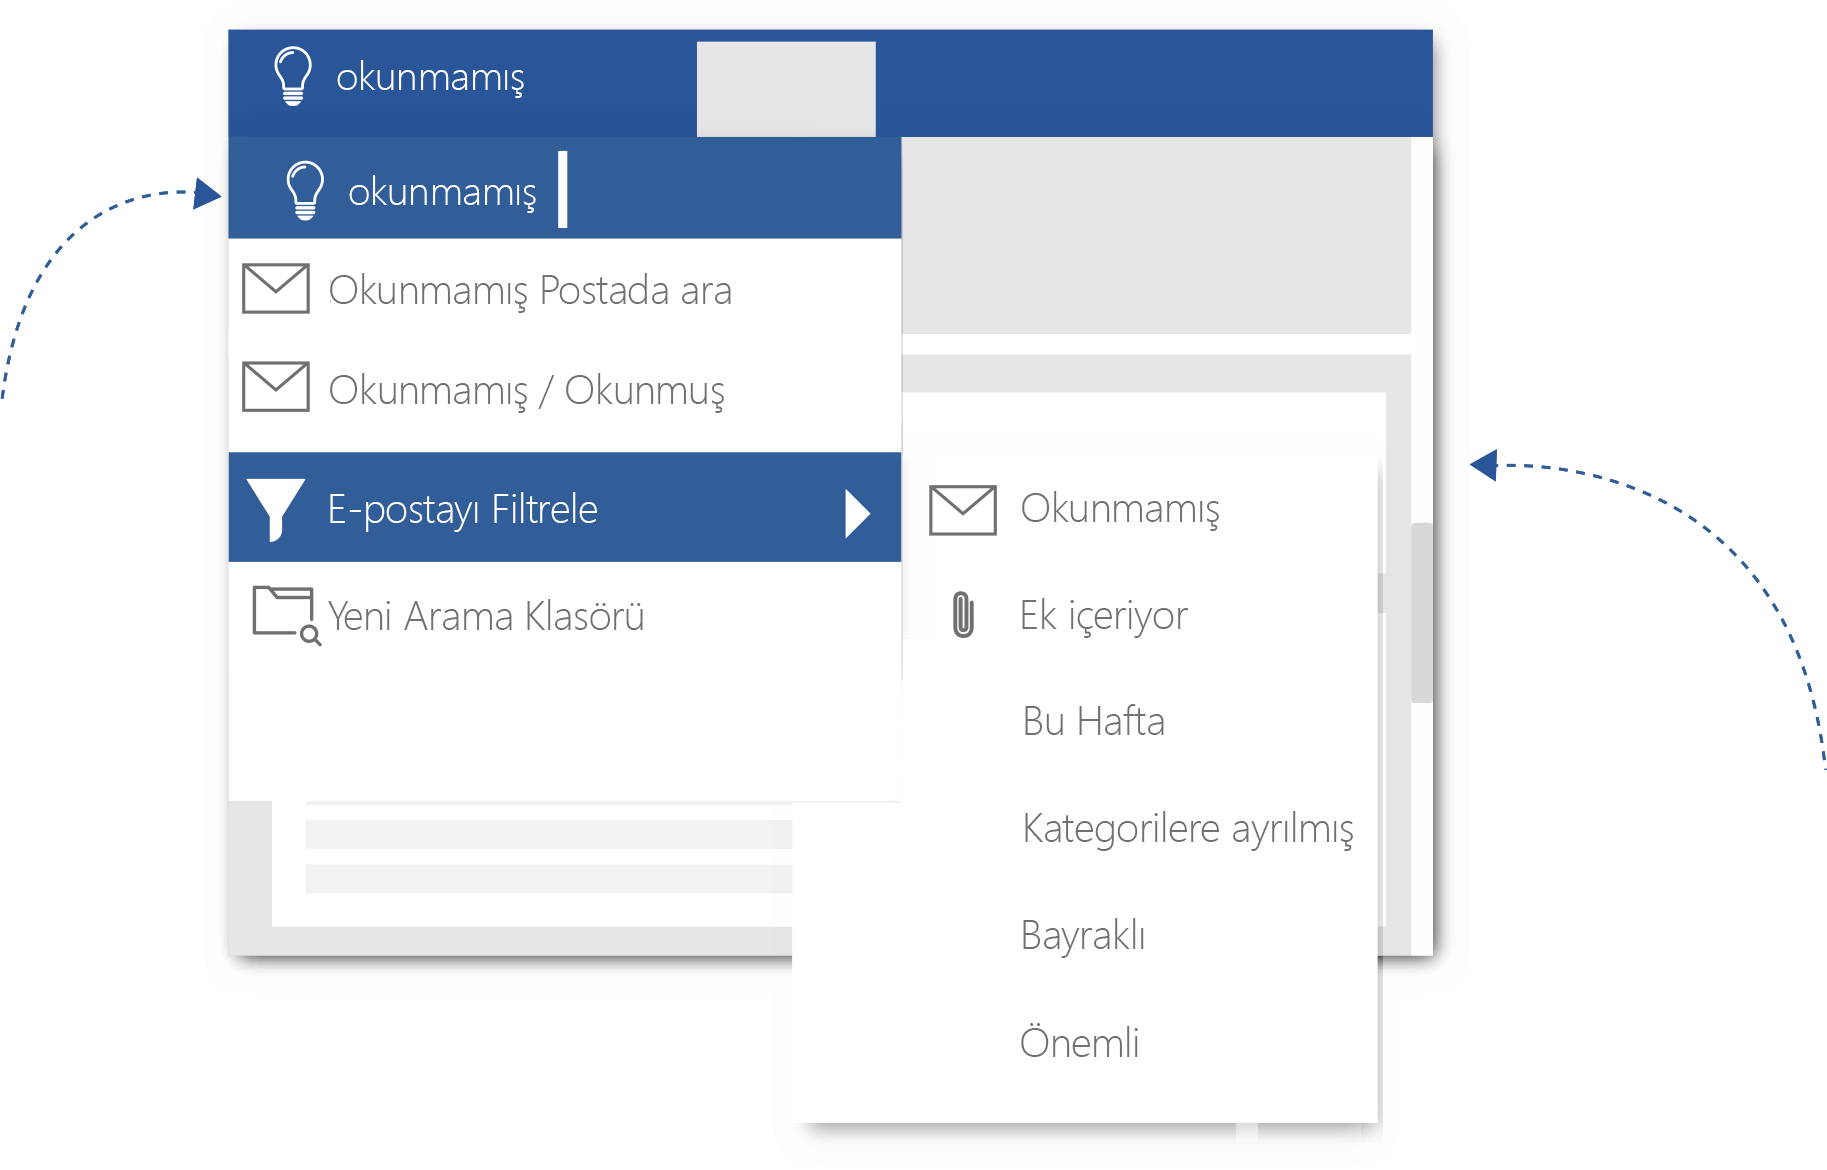 okunmamış
okunmamış
Okunmamış Postada ara
Okunmamış / Okunmuş
E-postayı Filtrele
Yeni Arama Klasörü
Okunmamış
Ek içeriyor
Bu Hafta
Kategorilere ayrılmış
Bayraklı
Önemli